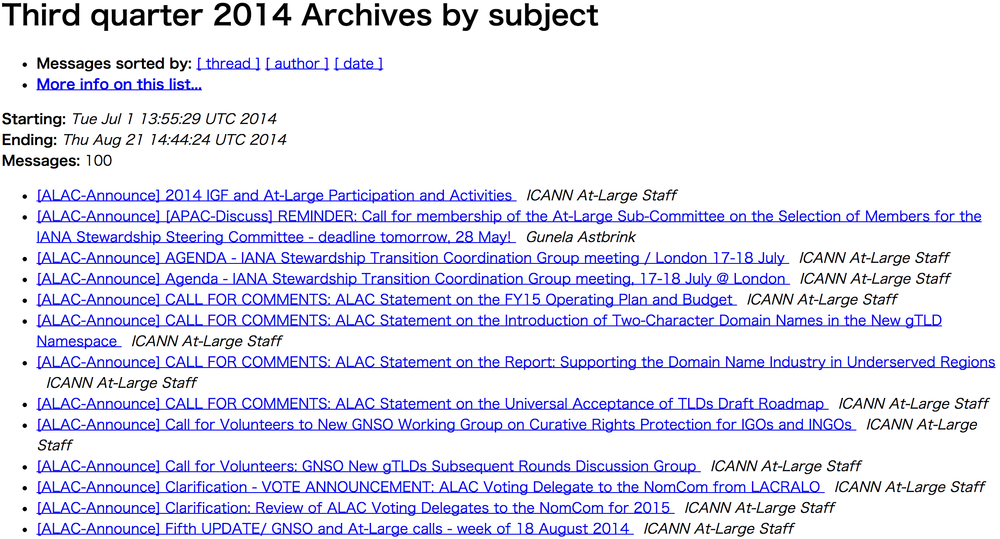 Third quarter 2014 Archives by subject
• Messages sorted by: [ thread ] [ author ] [ date ]
• More info on this list...
Starting: Tue Jul 1 13:55:29 UTC 2014
Ending: Thu Aug 21 14:44:24 UTC 2014
Messages: 100
• [ALAC-Announce] 2014 IGF and At-Large Participation and Activities ICANN At-Large Staff
• [ALAC-Announce] [APAC-Discuss] REMINDER: Call for membership of the At-Large Sub-Committee on the Selection of Members for the
IANA Stewardship Steering Committee - deadline tomorrow, 28 May! Gunela Astbrink
• [ALAC-Announce] AGENDA - IANA Stewardship Transition Coordination Group meeting / London 17-18 July ICANN At-Large Staff
• [ALAC-Announce] Agenda - IANA Stewardship Transition Coordination Group meeting, 17-18 July @ London ICANN At-Large Staff
• [ALAC-Announce] CALL FOR COMMENTS: ALAC Statement on the FY15 Operating Plan and Budget ICANN At-Large Staff
• [ALAC-Announce] CALL FOR COMMENTS: ALAC Statement on the Introduction of Two-Character Domain Names in the New gTLD
Namespace ICANN At-Large Staff
• [ALAC-Announce] CALL FOR COMMENTS: ALAC Statement on the Report: Supporting the Domain Name Industry in Underserved Regions
ICANN At-Large Staff
• [ALAC-Announce] CALL FOR COMMENTS: ALAC Statement on the Universal Acceptance of TLDs Draft Roadmap ICANN At-Large Staff
• [ALAC-Announce] Call for Volunteers to New GNSO Working Group on Curative Rights Protection for IGOs and INGOs ICANN At-Large
Staff
• [ALAC-Announce] Call for Volunteers: GNSO New gTLDs Subsequent Rounds Discussion Group ICANN At-Large Staff
• [ALAC-Announce] Clarification - VOTE ANNOUNCEMENT: ALAC Voting Delegate to the NomCom from LACRALO ICANN At-Large Staff
• [ALAC-Announce] Clarification: Review of ALAC Voting Delegates to the NomCom for 2015 ICANN At-Large Staff
• [ALAC-Announce] Fifth UPDATE/ GNSO and At-Large calls - week of 18 August 2014 ICANN At-Large Staff